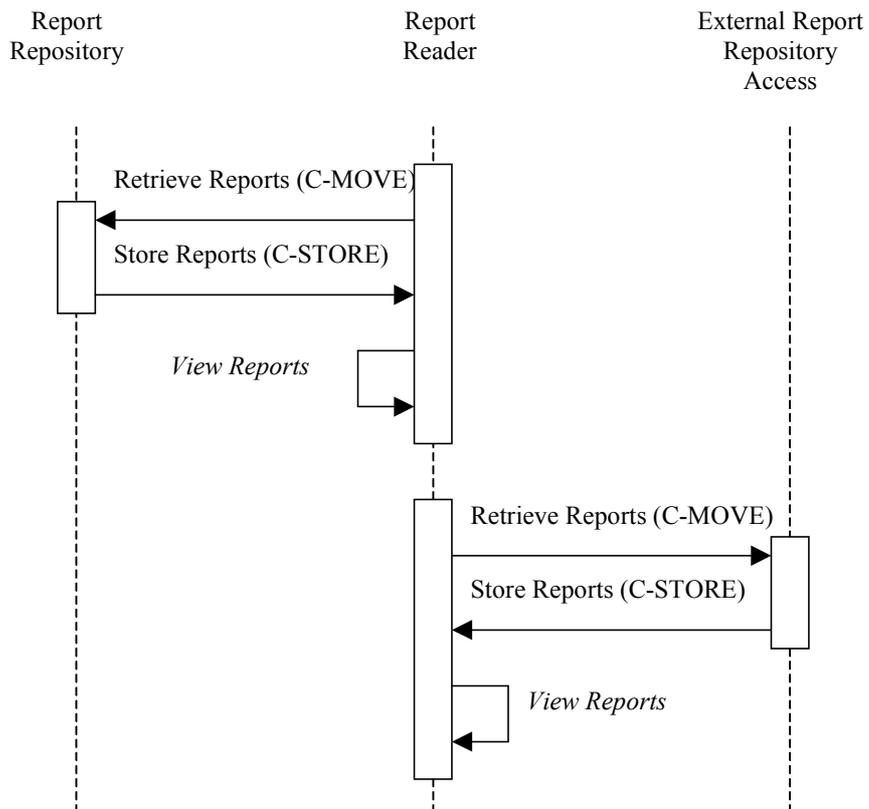 Report
Repository
Report
Reader
External Report
Repository
Access
Retrieve Reports (C-MOVE)
Store Reports (C-STORE)
View Reports
Retrieve Reports (C-MOVE)
Store Reports (C-STORE)
View Reports